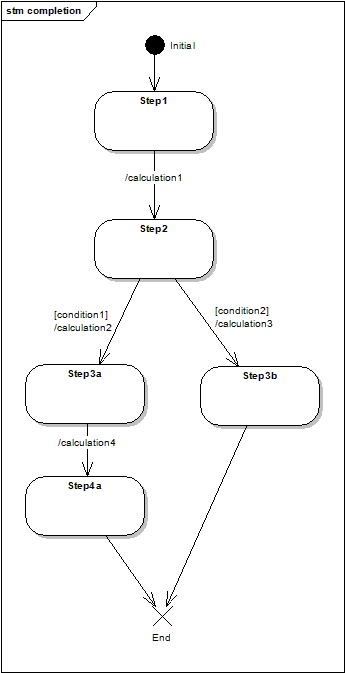 stm completion
Initial
Step1
/calculation1
Step2
[condition1]
/calculation2
[condition2]
/calculation3
Step3a
Step3b
/calculation4
Step4a
End